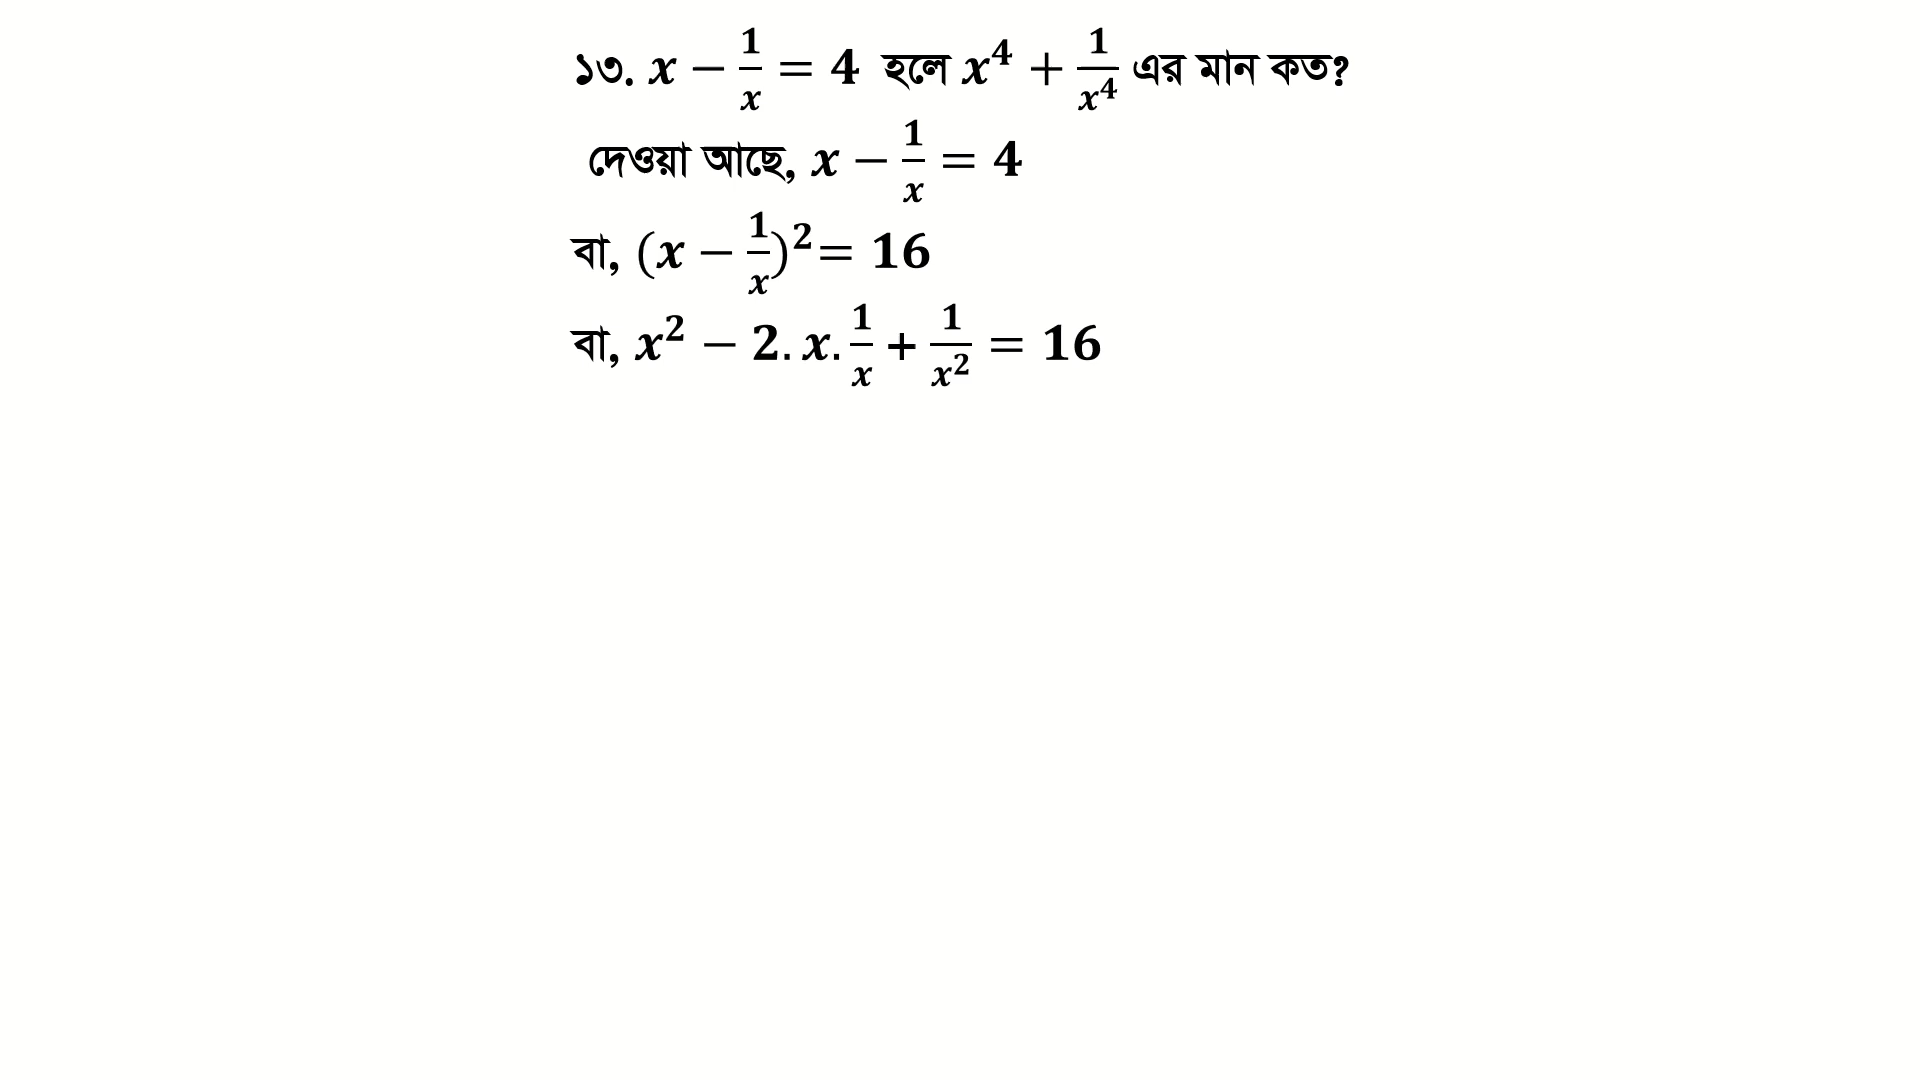 ১৩. x − 1/x = 4 হলে x⁴ + 1/x⁴ এর মান কত?
দেওয়া আছে, x − 1/x = 4
বা, (x − 1/x)² = 16
বা, x² − 2. x. 1/x + 1/x² = 16